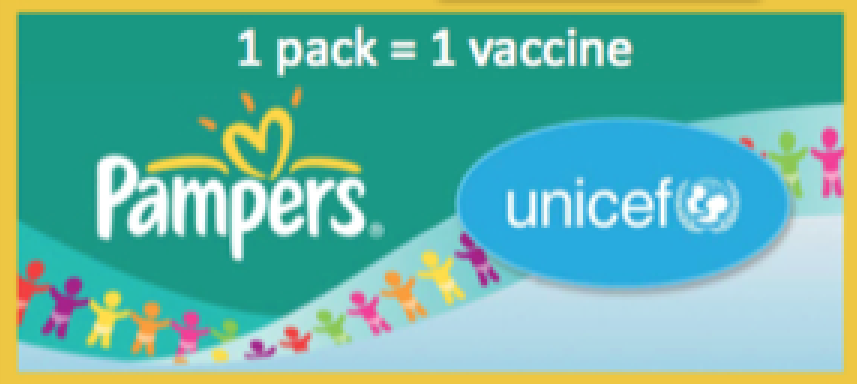 1 pack = 1 vaccine
Pampers®
unicef